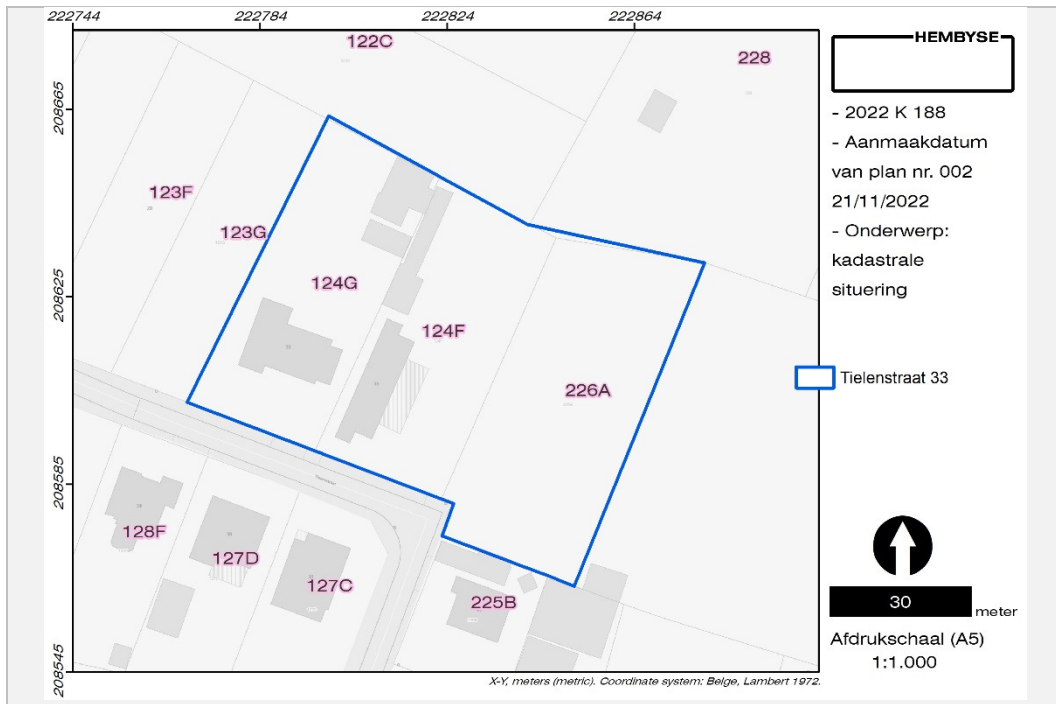 222744 222784 222824 222864
208665
208625
208585
208545
122C
228
123F
123G
124G
124F
226A
128F
127D
127C
225B
X-Y, meters (metric). Coordinate system: Belge, Lambert 1972.
HEMBYSE
- 2022 K 188
- Aanmaakdatum
van plan nr. 002
21/11/2022
- Onderwerp:
kadastrale
situering
Tielenstraat 33
30 meter
Afdrukschaal (A5)
1:1.000